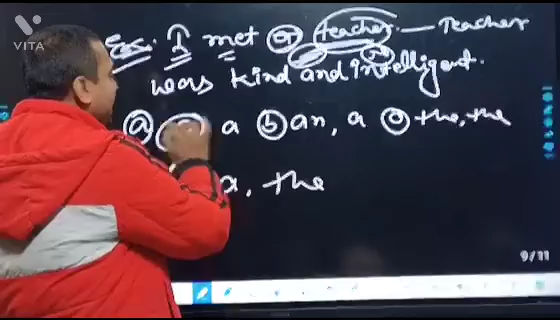 VITA
Ex:- I met @ teacher. — Teacher
was kind and intelligent.
ⓐ a ⓑ an, a ⓒ the, the
a, the
9/11